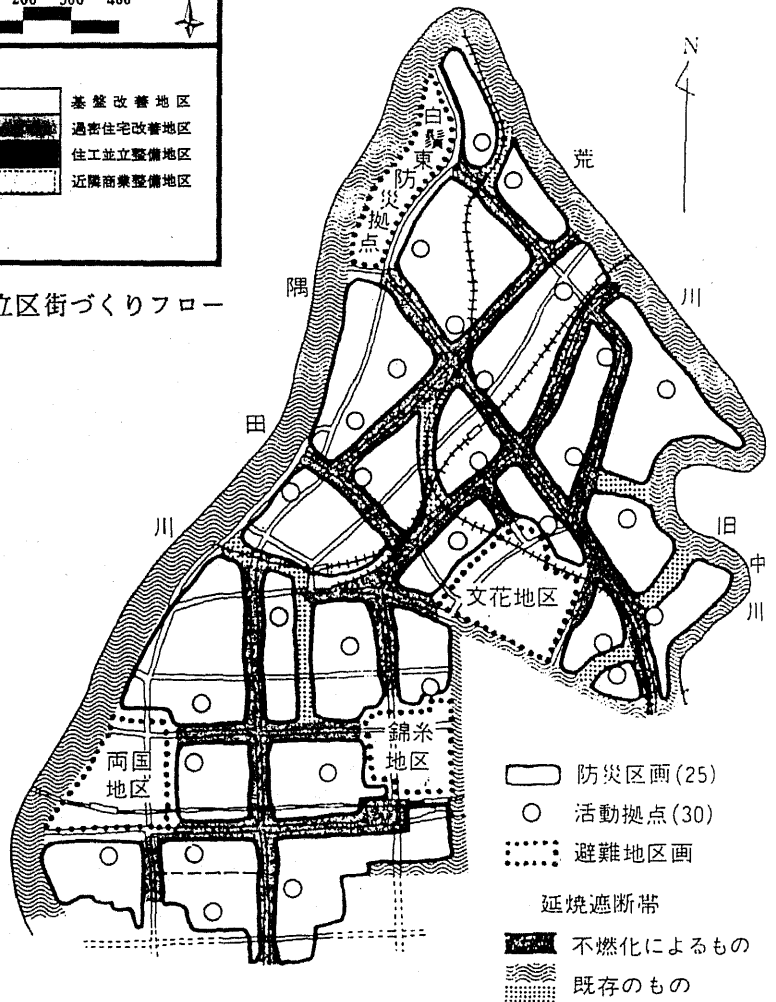 200 300 400
基盤改善地区
過密住宅改善地区
住工並立整備地区
近隣商業整備地区
立区街づくりフロー
N
白鬚東防災拠点
荒
川
隅
田
川
旧
中
川
文花地区
両国
地区
錦糸
地区
防災区画(25)
活動拠点(30)
避難地区画
延焼遮断帯
不燃化によるもの
既存のもの